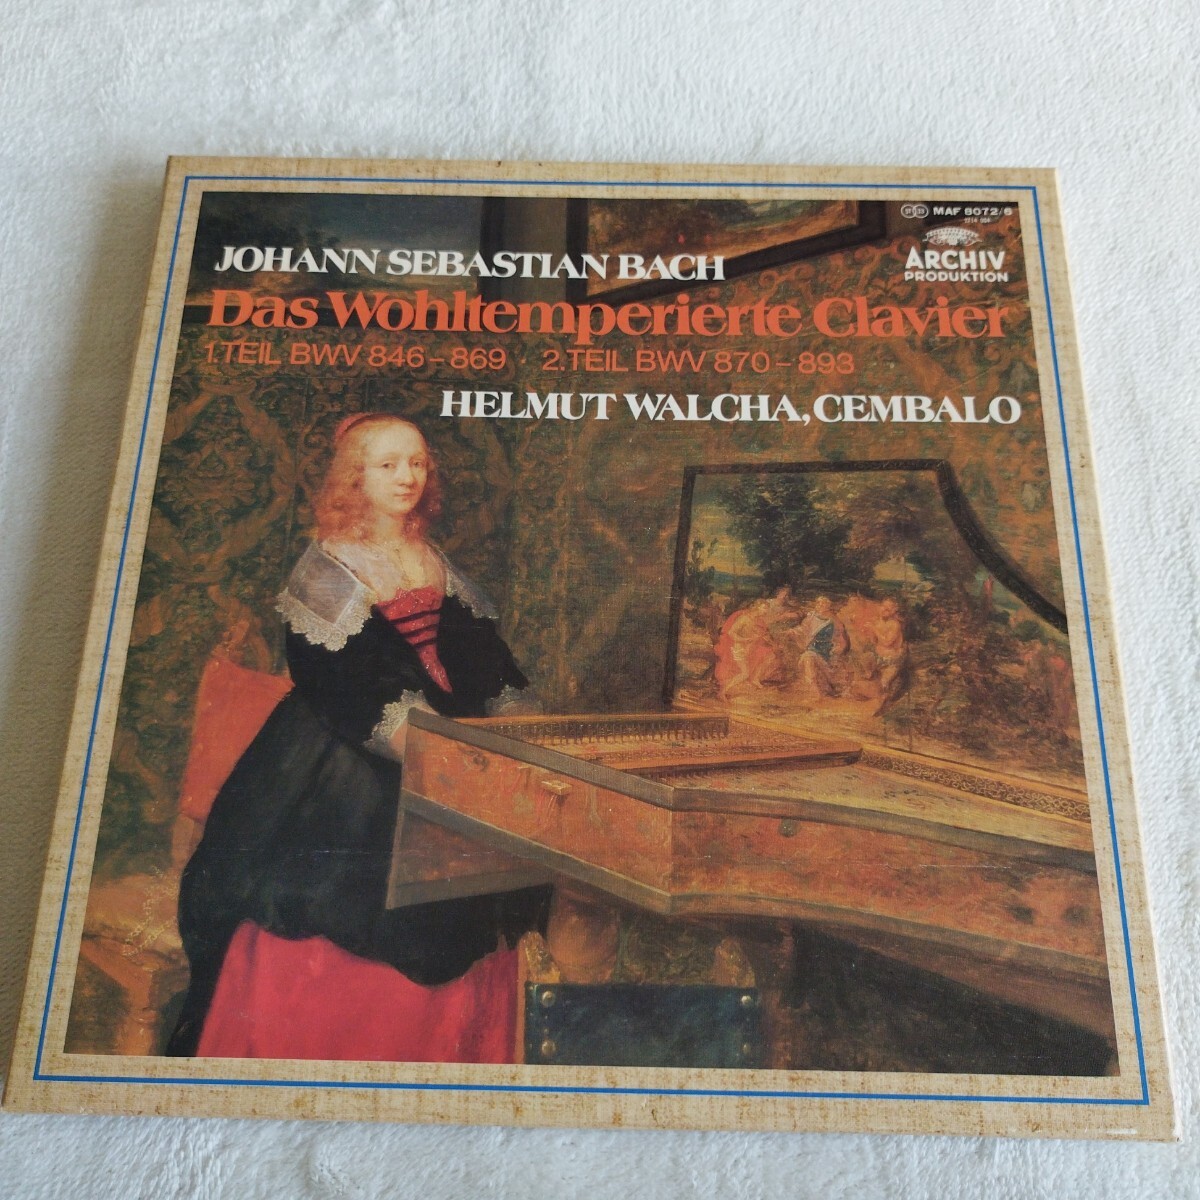 MAF 8072/6
ARCHIV
PRODUKTION
JOHANN SEBASTIAN BACH
Das Wohltemperierte Clavier
1.TEIL BWV 846–869 · 2.TEIL BWV 870–893
HELMUT WALCHA, CEMBALO